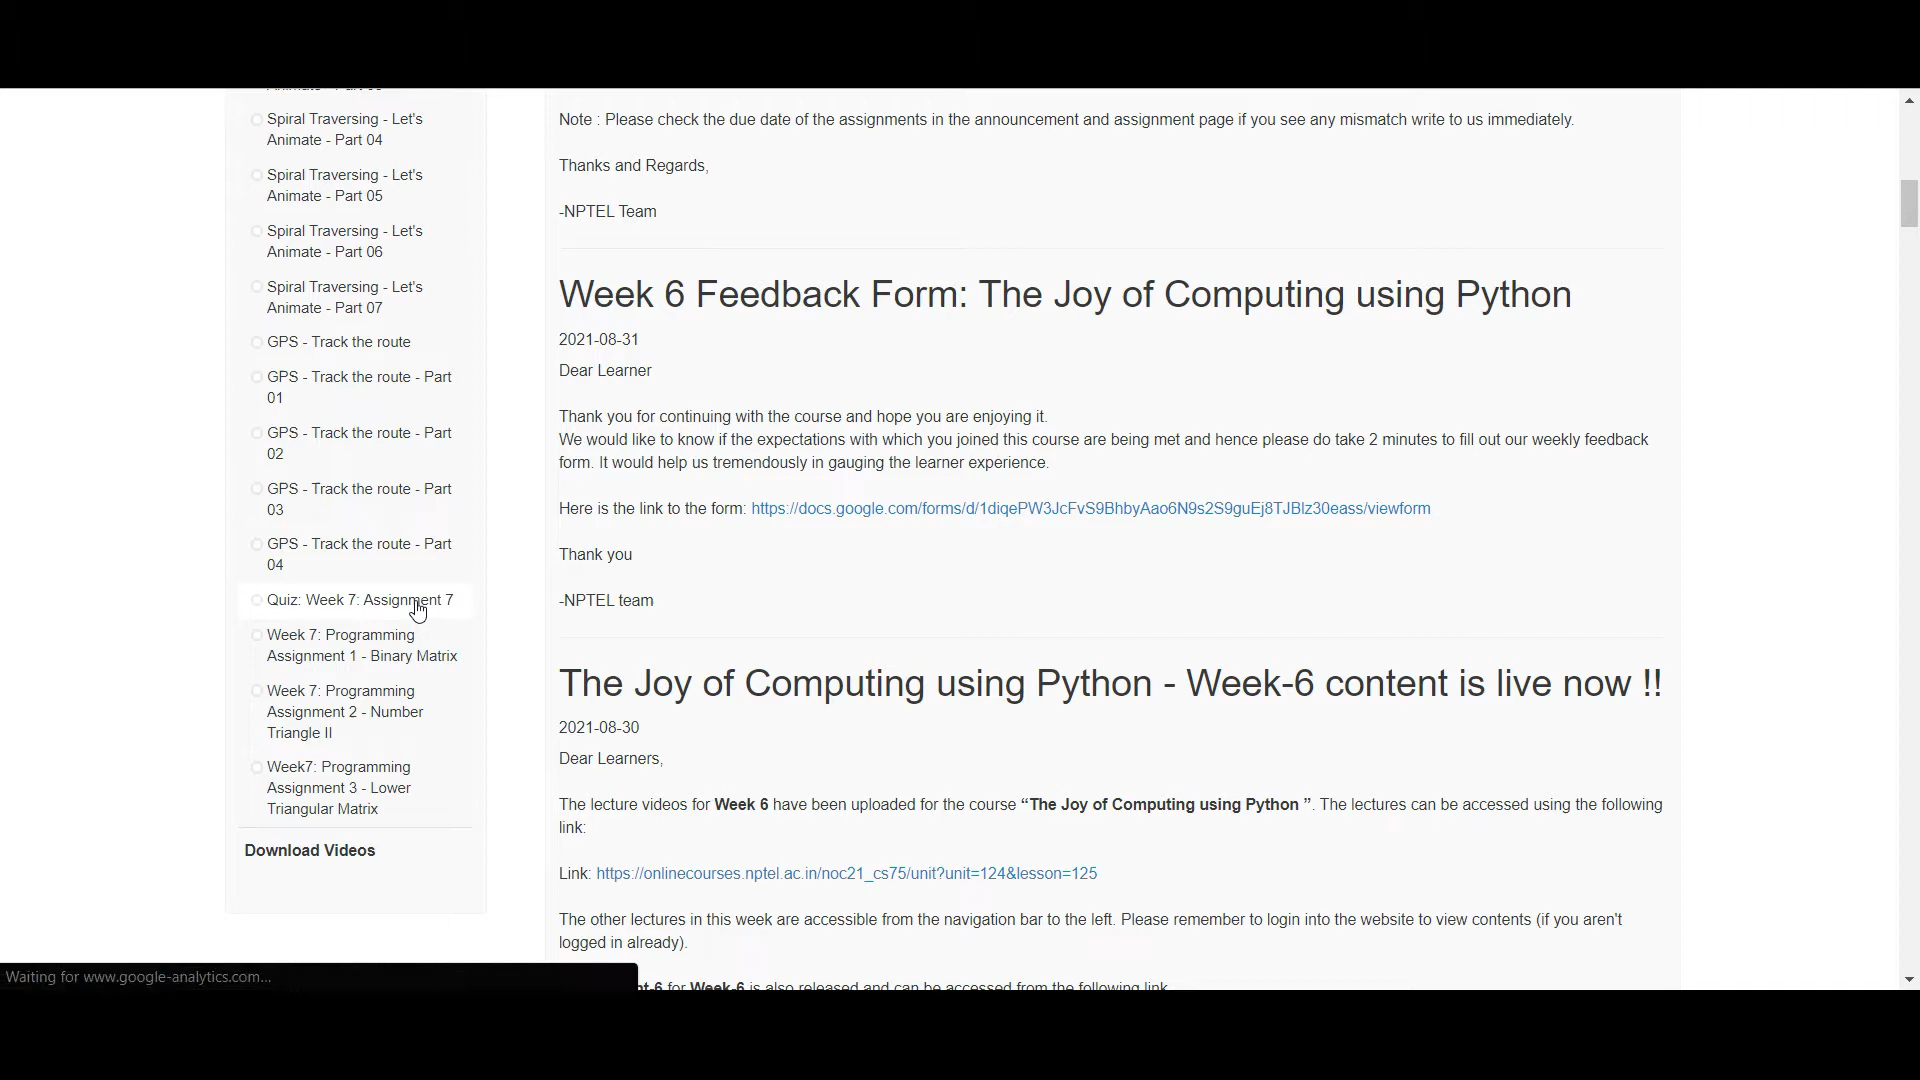 Spiral Traversing - Let's
Animate - Part 04
Spiral Traversing - Let's
Animate - Part 05
Spiral Traversing - Let's
Animate - Part 06
Spiral Traversing - Let's
Animate - Part 07
GPS - Track the route
GPS - Track the route - Part
01
GPS - Track the route - Part
02
GPS - Track the route - Part
03
GPS - Track the route - Part
04
Quiz: Week 7: Assignment 7
Week 7: Programming
Assignment 1 - Binary Matrix
Week 7: Programming
Assignment 2 - Number
Triangle II
Week7: Programming
Assignment 3 - Lower
Triangular Matrix
Download Videos
Note : Please check the due date of the assignments in the announcement and assignment page if you see any mismatch write to us immediately.
Thanks and Regards,
-NPTEL Team
Week 6 Feedback Form: The Joy of Computing using Python
2021-08-31
Dear Learner
Thank you for continuing with the course and hope you are enjoying it.
We would like to know if the expectations with which you joined this course are being met and hence please do take 2 minutes to fill out our weekly feedback
form. It would help us tremendously in gauging the learner experience.
Here is the link to the form: https://docs.google.com/forms/d/1diqePW3JcFvS9BhbyAao6N9s2S9guEj8TJBlz30eass/viewform
Thank you
-NPTEL team
The Joy of Computing using Python - Week-6 content is live now !!
2021-08-30
Dear Learners,
The lecture videos for Week 6 have been uploaded for the course “The Joy of Computing using Python ”. The lectures can be accessed using the following
link:
Link: https://onlinecourses.nptel.ac.in/noc21_cs75/unit?unit=124&lesson=125
The other lectures in this week are accessible from the navigation bar to the left. Please remember to login into the website to view contents (if you aren't
logged in already).
for Week-6 is also released and can be accessed from the following link
Waiting for www.google-analytics.com...